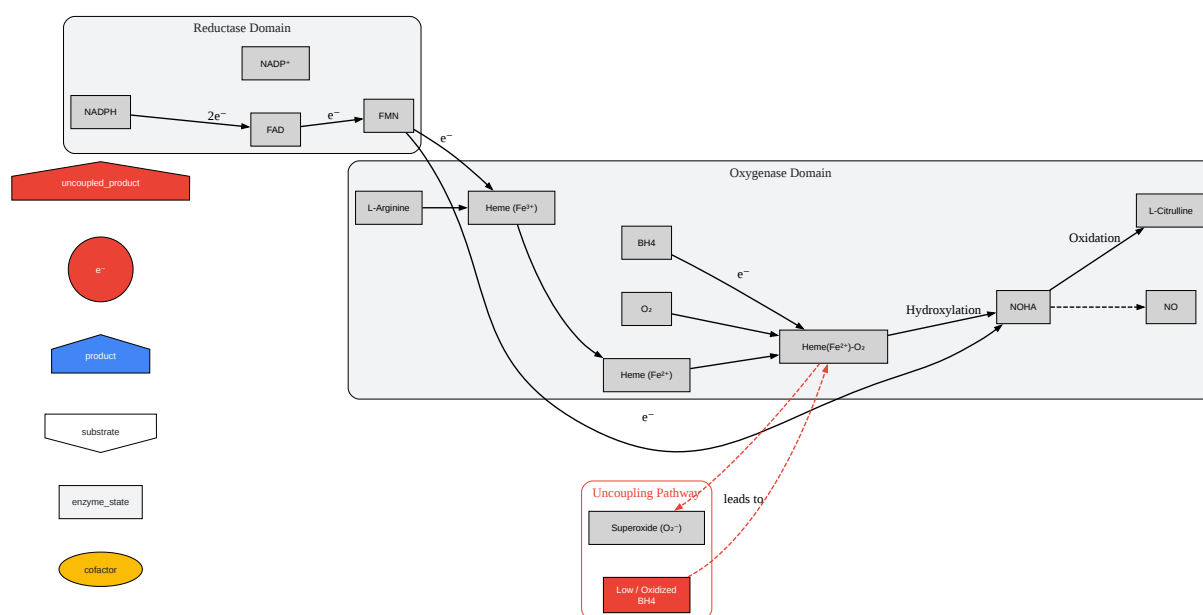 Reductase Domain
NADP⁺
NADPH
2e⁻
FAD
e⁻
FMN
e⁻
uncoupled_product
e⁻
product
substrate
enzyme_state
cofactor
Oxygenase Domain
L-Arginine
Heme (Fe³⁺)
BH4
e⁻
O₂
Heme (Fe²⁺)
Heme(Fe²⁺)-O₂
Hydroxylation
NOHA
Oxidation
L-Citrulline
NO
e⁻
Uncoupling Pathway
leads to
Superoxide (O₂⁻)
Low / Oxidized
BH4